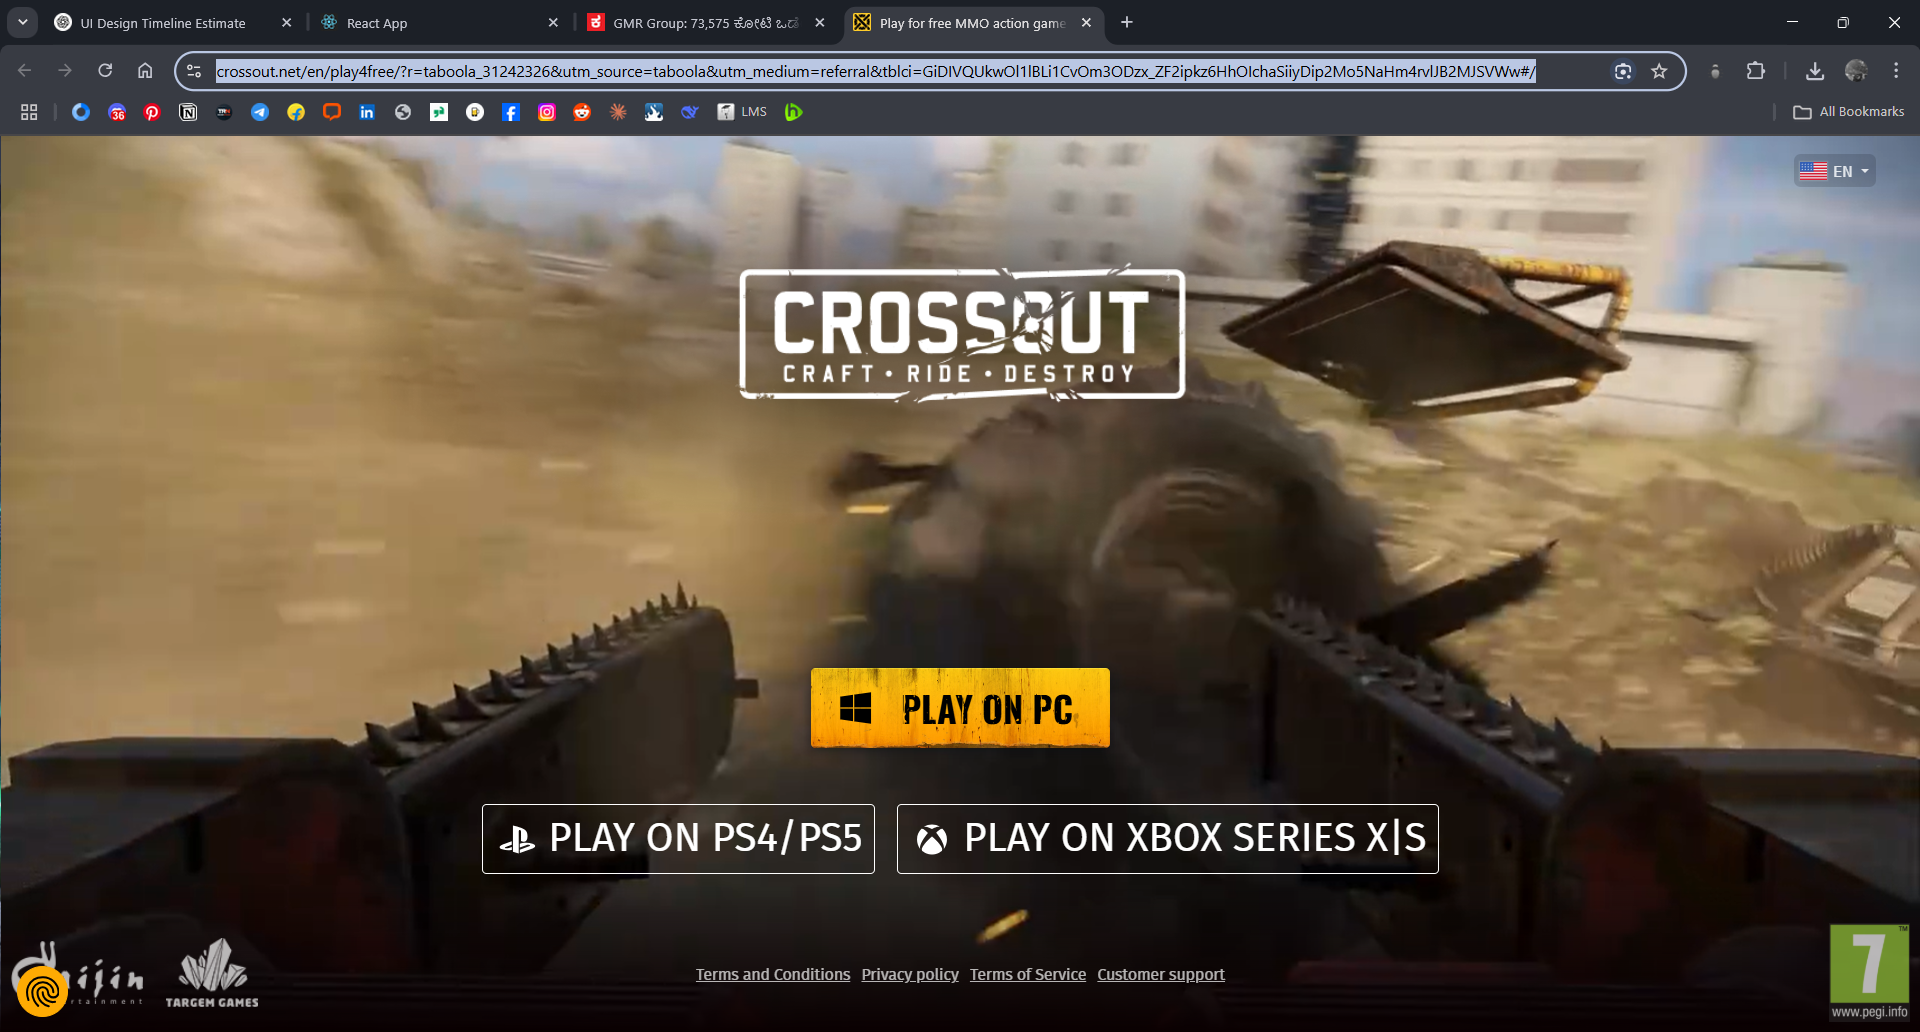 UI Design Timeline Estimate
React App
GMR Group: 73,575 ಕೋಟಿ ಒಡೆ
Play for free MMO action game
crossout.net/en/play4free/?r=taboola_31242326&utm_source=taboola&utm_medium=referral&tblci=GiDIVQUkwOl1lBLi1CvOm3ODzx_ZF2ipkz6HhOIchaSiiyDip2Mo5NaHm4rvlJB2MJSVWw#/
36
LMS
All Bookmarks
EN
CROSSOUT
CRAFT • RIDE • DESTROY
PLAY ON PC
PLAY ON PS4/PS5
PLAY ON XBOX SERIES X|S
TARGEM GAMES
Terms and Conditions Privacy policy Terms of Service Customer support
7
www.pegi.info